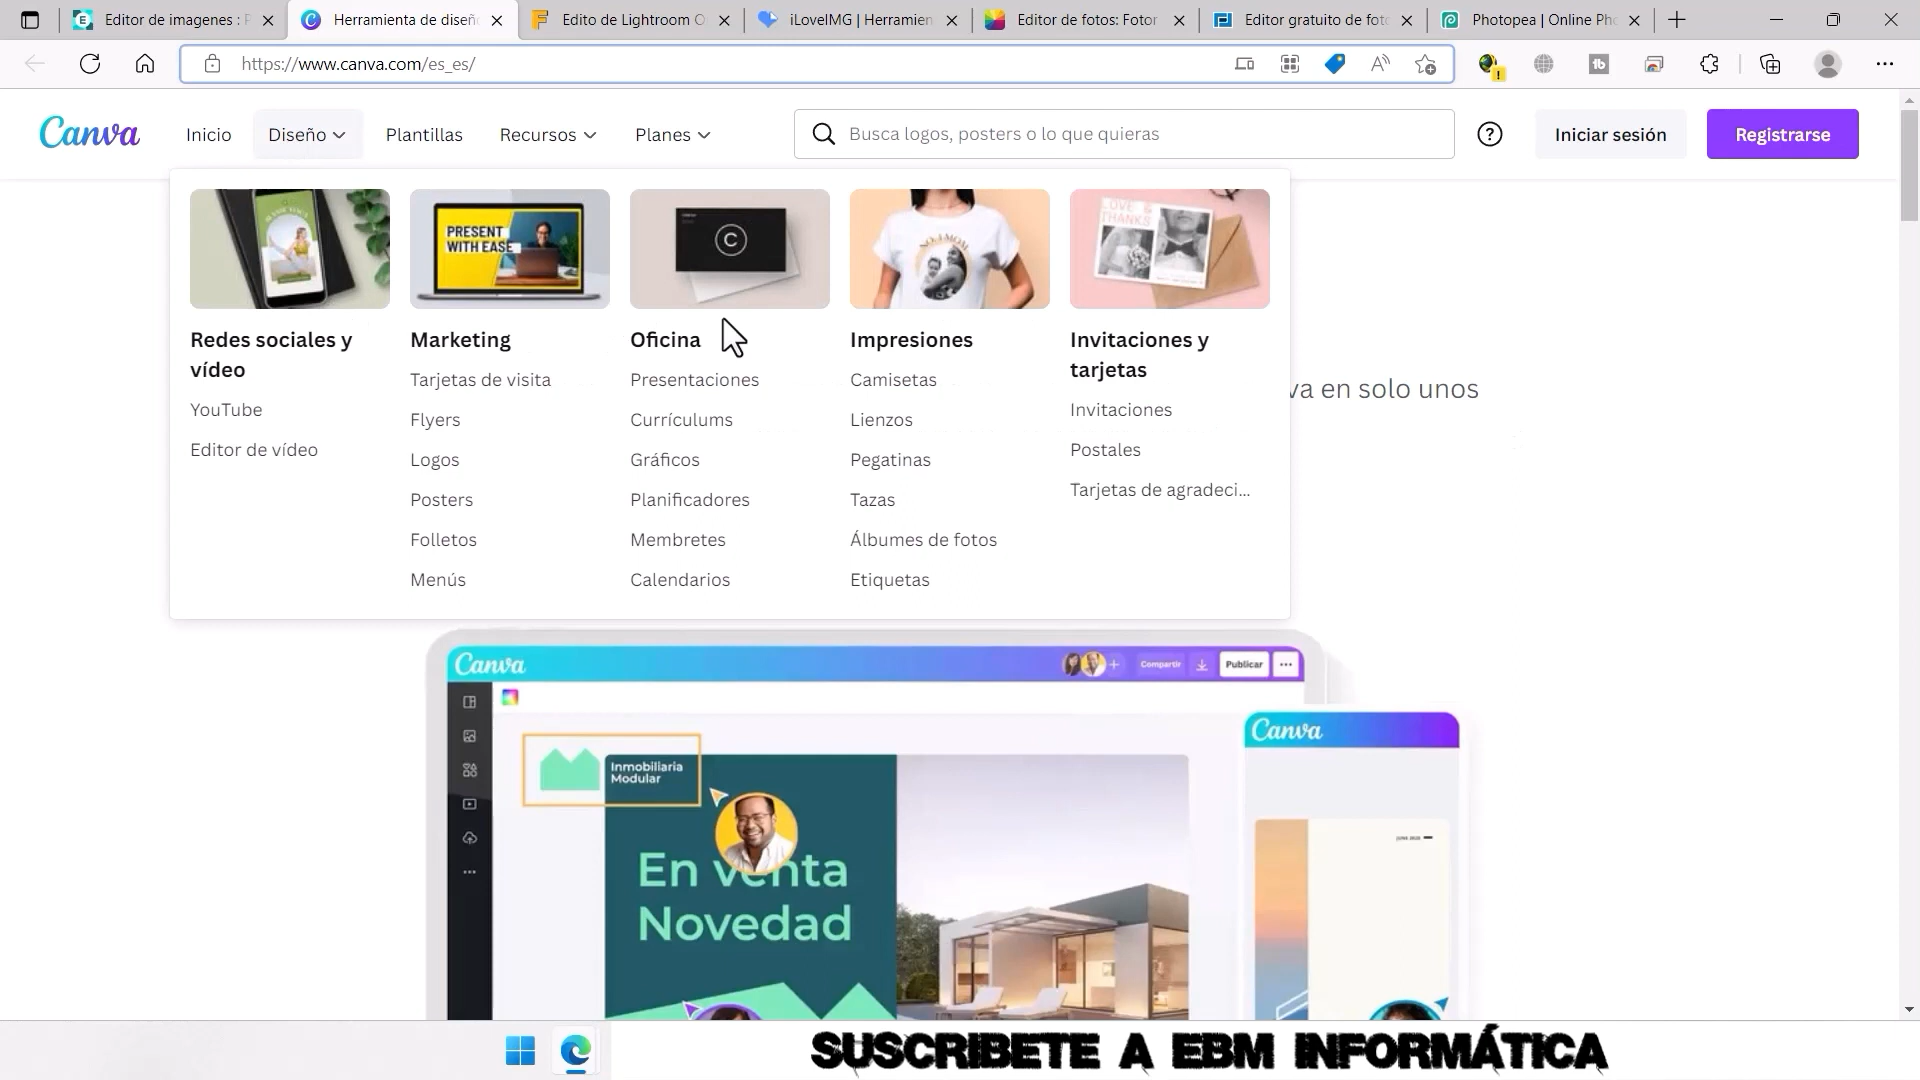 Editor de imagenes : P
Herramienta de diseñ
Edito de Lightroom O
iLoveIMG | Herramien
Editor de fotos: Fotor
Editor gratuito de foto
Photopea | Online Ph
https://www.canva.com/es_es/
Canva
Inicio
Diseño
Plantillas
Recursos
Planes
Busca logos, posters o lo que quieras
Iniciar sesión
Registrarse
PRESENT
WITH EASE
LOVE &
THANKS
Redes sociales y
vídeo
YouTube
Editor de vídeo
Marketing
Tarjetas de visita
Flyers
Logos
Posters
Folletos
Menús
Oficina
Presentaciones
Currículums
Gráficos
Planificadores
Membretes
Calendarios
Impresiones
Camisetas
Lienzos
Pegatinas
Tazas
Álbumes de fotos
Etiquetas
Invitaciones y
tarjetas
Invitaciones
Postales
Tarjetas de agradeci...
va en solo unos
Canva
Compartir
Publicar
Inmobiliaria
Modular
En venta
Novedad
Canva
SUSCRIBETE A EBM INFORMÁTICA